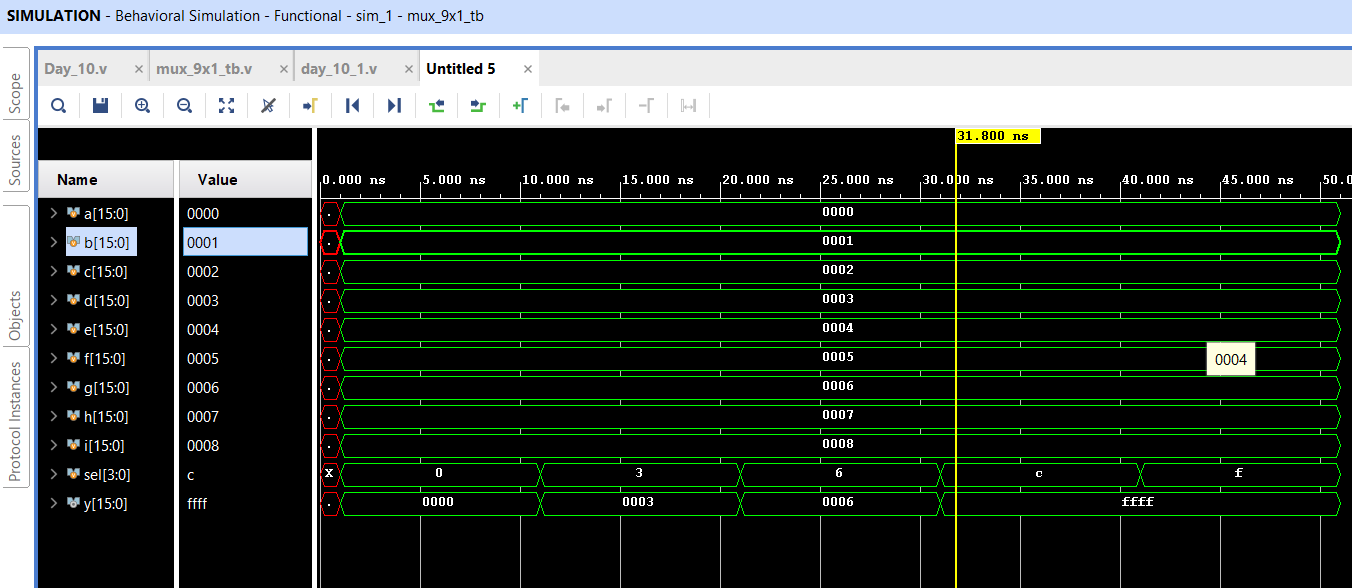 SIMULATION - Behavioral Simulation - Functional - sim_1 - mux_9x1_tb
Scope
Sources
Objects
Protocol Instances
Day_10.v × mux_9x1_tb.v × day_10_1.v × Untitled 5 ×
31.800 ns
Name Value
0.000 ns 5.000 ns 10.000 ns 15.000 ns 20.000 ns 25.000 ns 30.000 ns 35.000 ns 40.000 ns 45.000 ns 50.0
a[15:0] 0000 . 0000
b[15:0] 0001 . 0001
c[15:0] 0002 . 0002
d[15:0] 0003 . 0003
e[15:0] 0004 . 0004
f[15:0] 0005 . 0005 0004
g[15:0] 0006 . 0006
h[15:0] 0007 . 0007
i[15:0] 0008 . 0008
sel[3:0] c X 0 3 6 c f
y[15:0] ffff . 0000 0003 0006 ffff